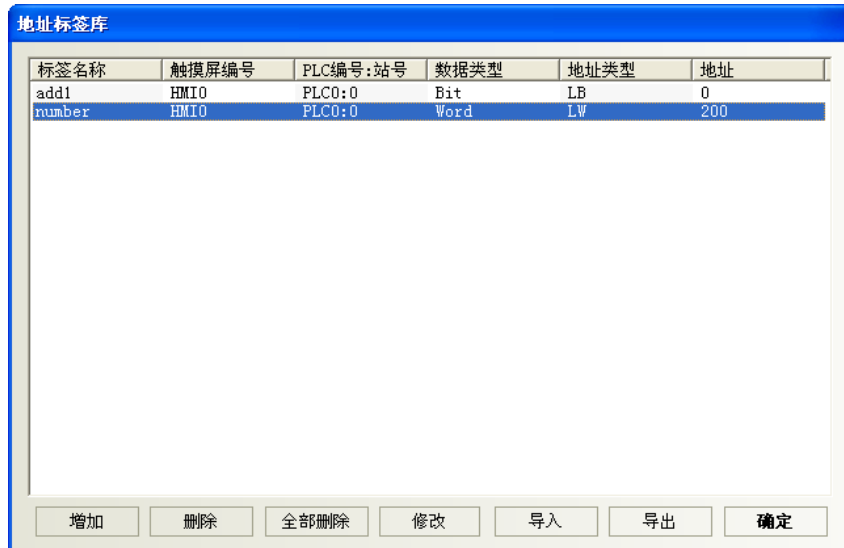 地址标签库
标签名称 触摸屏编号 PLC编号:站号 数据类型 地址类型 地址
add1 HMI0 PLC0:0 Bit LB 0
number HMI0 PLC0:0 Word LW 200
增加 删除 全部删除 修改 导入 导出 确定